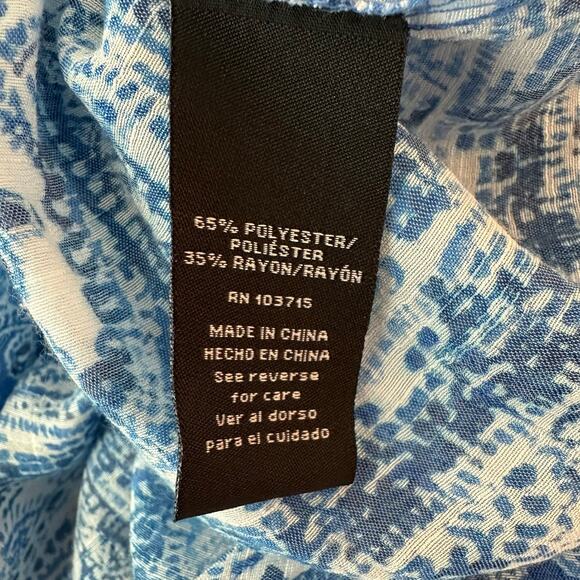 65% POLYESTER/
POLIÉSTER
35% RAYON/RAYÓN
RN 103715
MADE IN CHINA
HECHO EN CHINA
See reverse
for care
Ver al dorso
para el cuidado